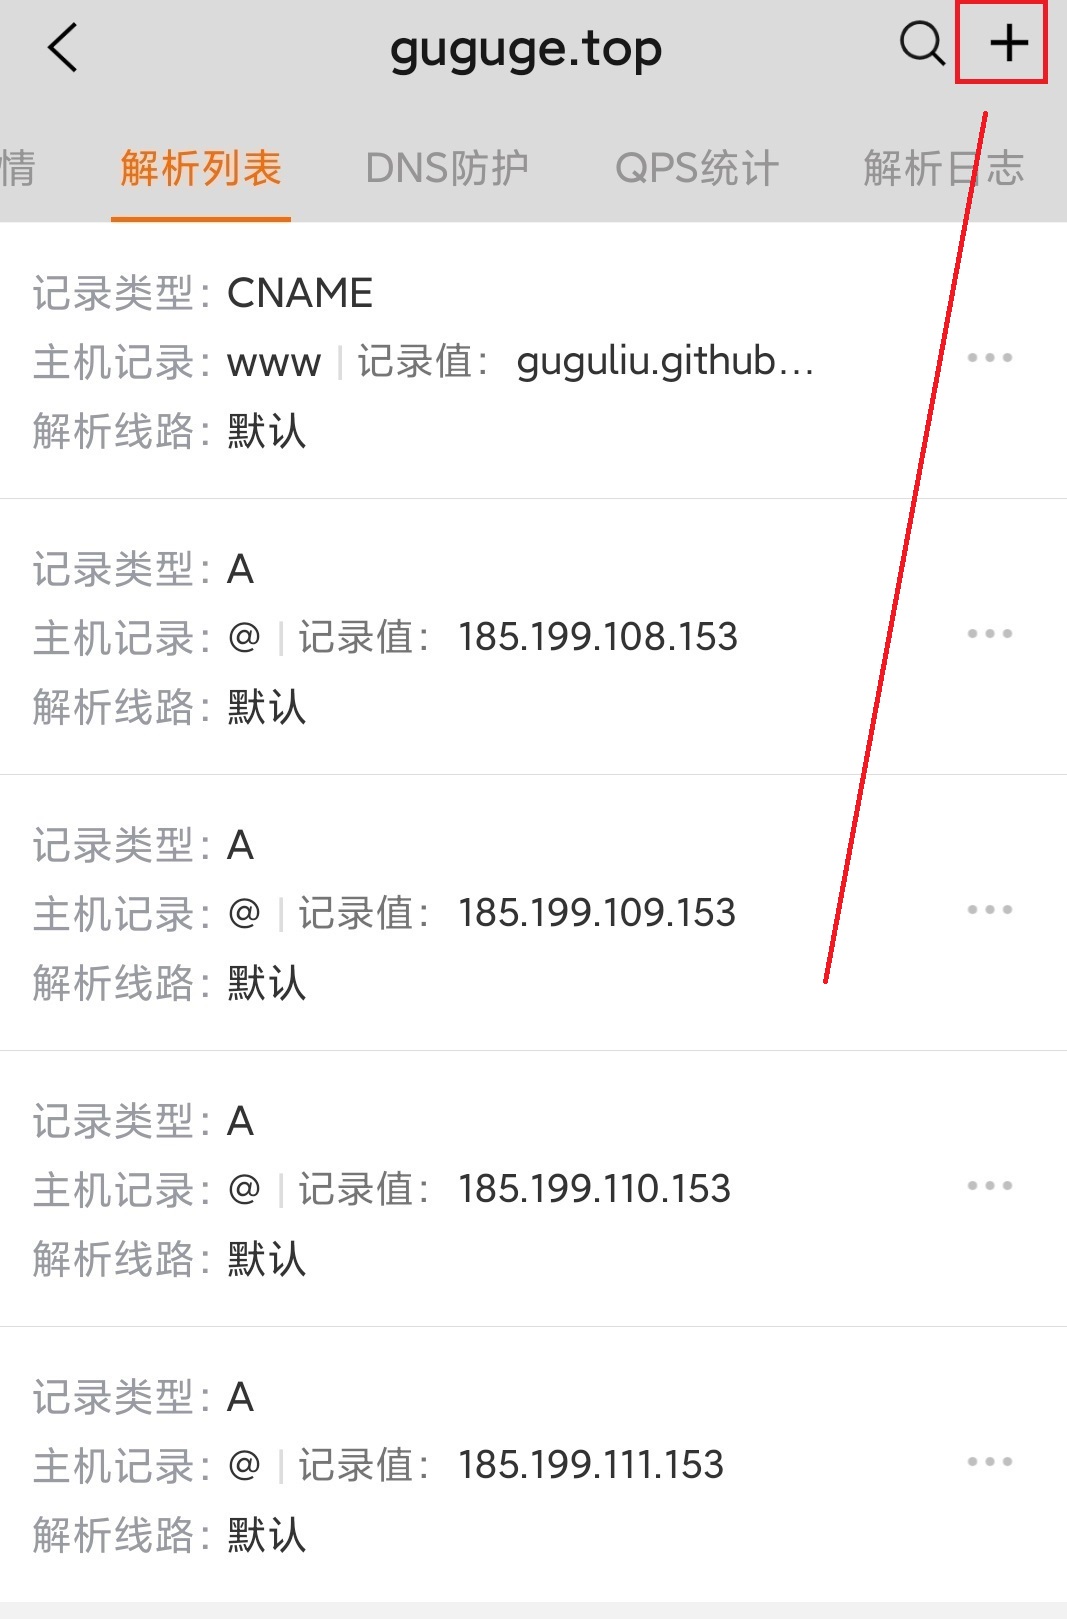 guguge.top
情 解析列表 DNS防护 QPS统计 解析日志
记录类型: CNAME
主机记录: www | 记录值: guguliu.github...
解析线路: 默认
记录类型: A
主机记录: @ | 记录值: 185.199.108.153
解析线路: 默认
记录类型: A
主机记录: @ | 记录值: 185.199.109.153
解析线路: 默认
记录类型: A
主机记录: @ | 记录值: 185.199.110.153
解析线路: 默认
记录类型: A
主机记录: @ | 记录值: 185.199.111.153
解析线路: 默认